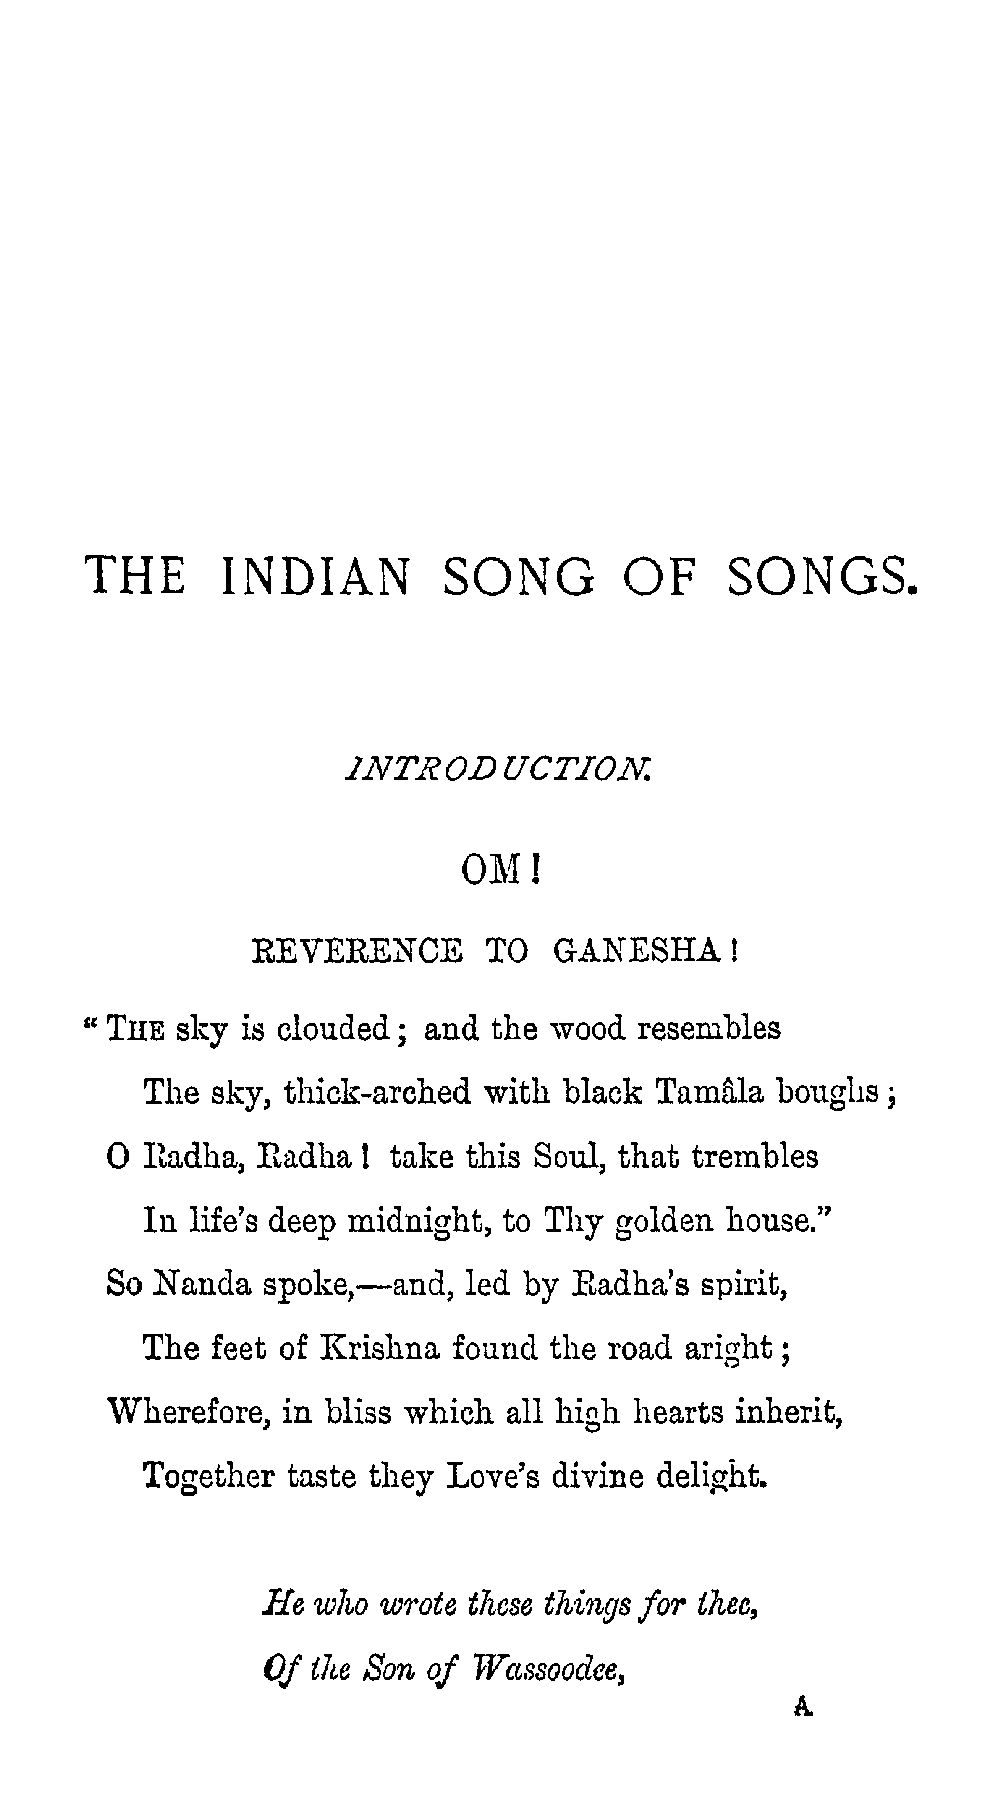 THE INDIAN SONG OF SONGS.
INTRODUCTION.
OM!
REVERENCE TO GANESHA!
“THE sky is clouded; and the wood resembles
The sky, thick-arched with black Tamâla boughs;
O Radha, Radha! take this Soul, that trembles
In life’s deep midnight, to Thy golden house.”
So Nanda spoke,—and, led by Radha’s spirit,
The feet of Krishna found the road aright;
Wherefore, in bliss which all high hearts inherit,
Together taste they Love’s divine delight.
He who wrote these things for thee,
Of the Son of Wassoodee,
A